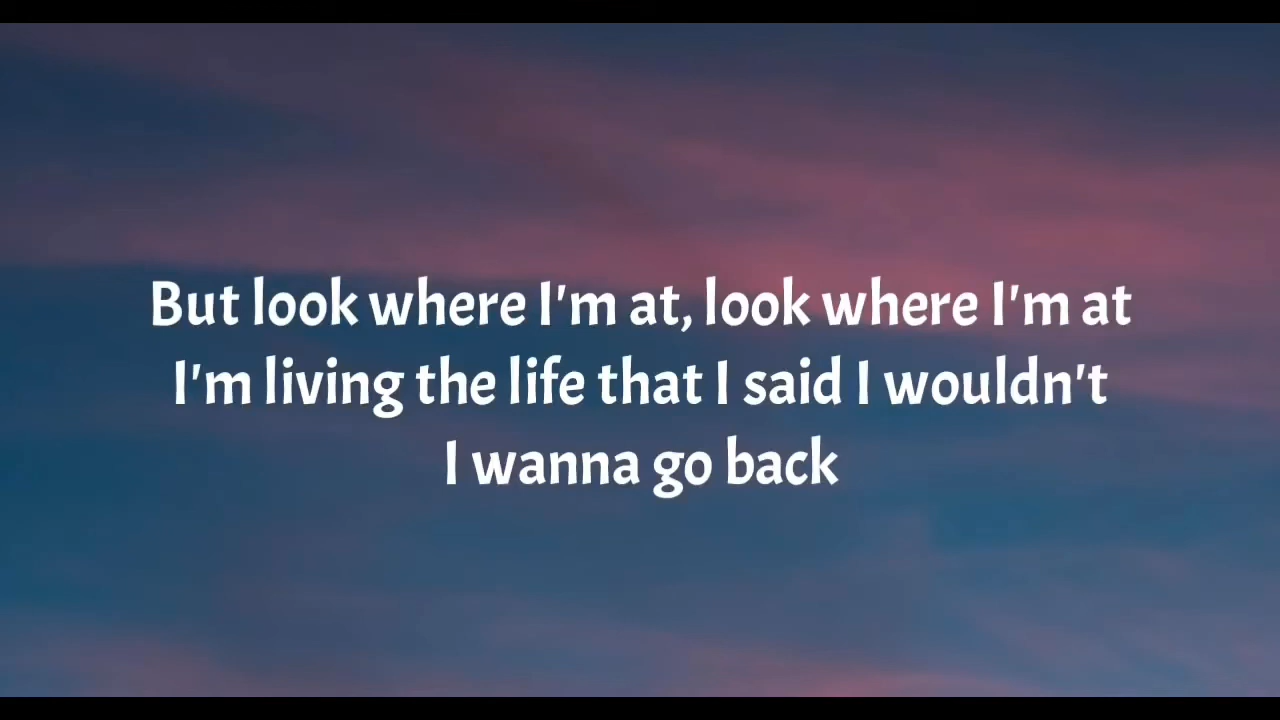 But look where I'm at, look where I'm at
I'm living the life that I said I wouldn't
I wanna go back